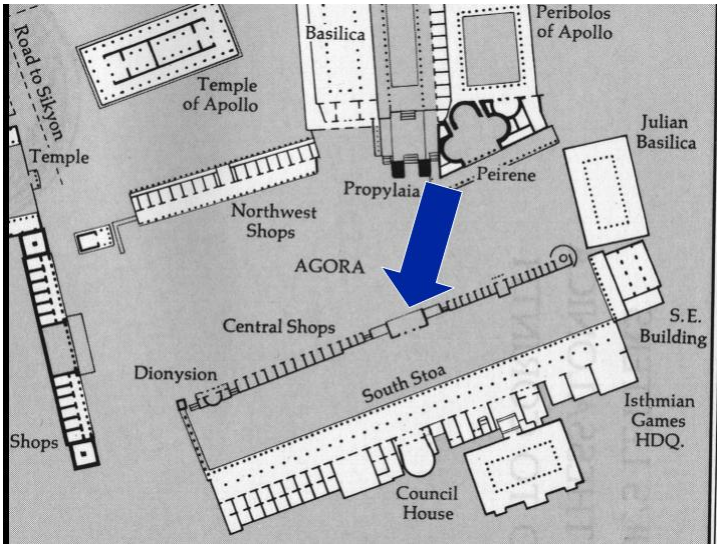 Road to Sikyon
Basilica
Peribolos
of Apollo
Temple
of Apollo
Julian
Basilica
Temple
Propylaia
Peirene
Northwest
Shops
AGORA
Central Shops
S.E.
Building
Dionysion
South Stoa
Isthmian
Games
HDQ.
Shops
Council
House